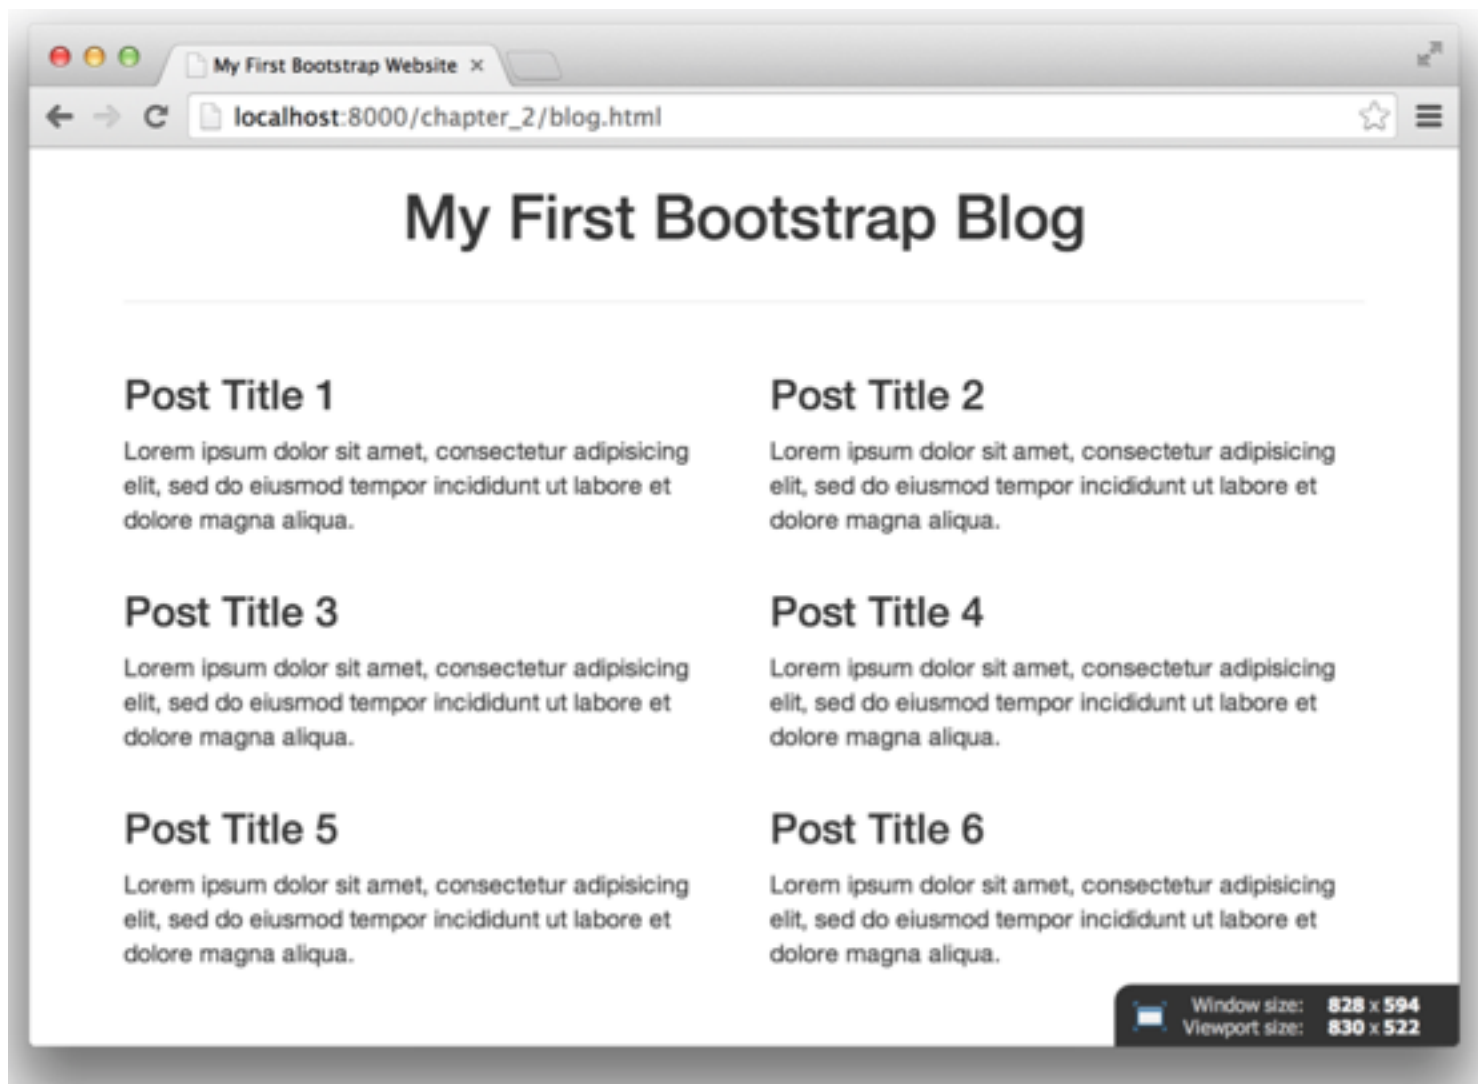 My First Bootstrap Website ×
localhost:8000/chapter_2/blog.html
My First Bootstrap Blog
Post Title 1
Lorem ipsum dolor sit amet, consectetur adipisicing
elit, sed do eiusmod tempor incididunt ut labore et
dolore magna aliqua.
Post Title 2
Lorem ipsum dolor sit amet, consectetur adipisicing
elit, sed do eiusmod tempor incididunt ut labore et
dolore magna aliqua.
Post Title 3
Lorem ipsum dolor sit amet, consectetur adipisicing
elit, sed do eiusmod tempor incididunt ut labore et
dolore magna aliqua.
Post Title 4
Lorem ipsum dolor sit amet, consectetur adipisicing
elit, sed do eiusmod tempor incididunt ut labore et
dolore magna aliqua.
Post Title 5
Lorem ipsum dolor sit amet, consectetur adipisicing
elit, sed do eiusmod tempor incididunt ut labore et
dolore magna aliqua.
Post Title 6
Lorem ipsum dolor sit amet, consectetur adipisicing
elit, sed do eiusmod tempor incididunt ut labore et
dolore magna aliqua.
Window size: 828 x 594
Viewport size: 830 x 522